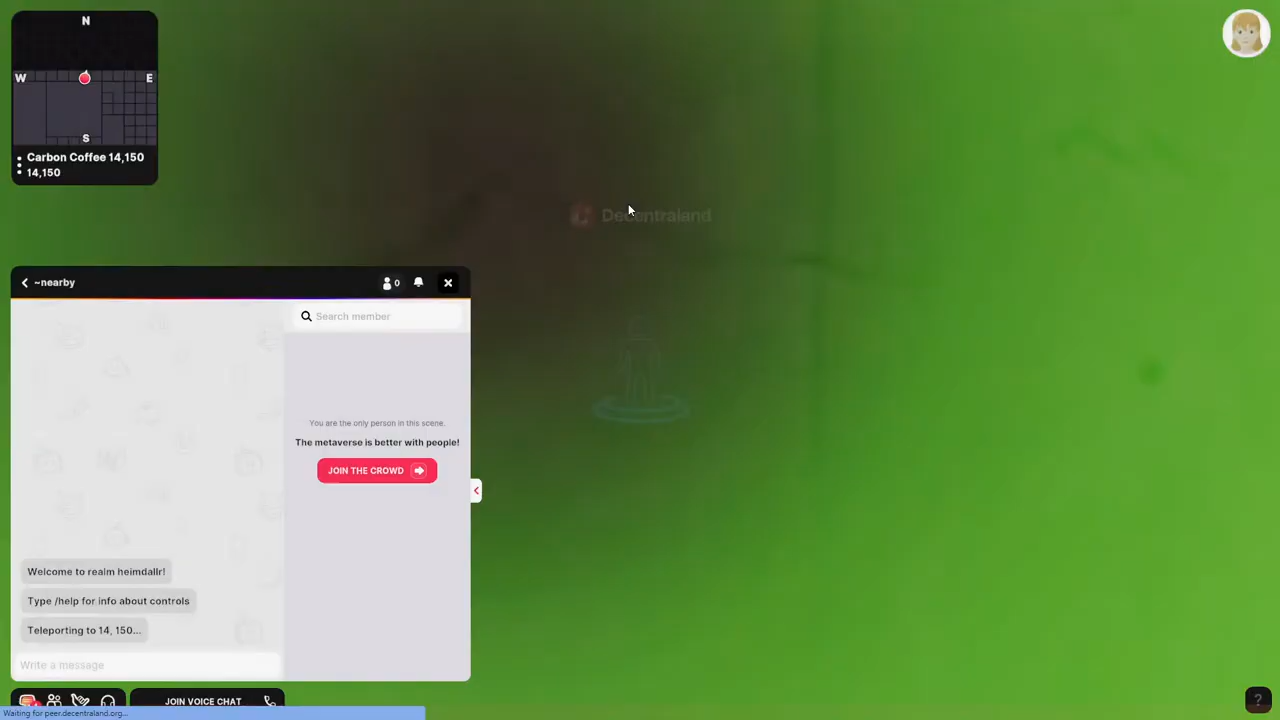 N
W
E
S
Carbon Coffee 14,150
14,150
Decentraland
~nearby
0
Search member
You are the only person in this scene.
The metaverse is better with people!
JOIN THE CROWD
Welcome to realm heimdallr!
Type /help for info about controls
Teleporting to 14, 150...
Write a message
JOIN VOICE CHAT
?
Waiting for peer.decentraland.org...